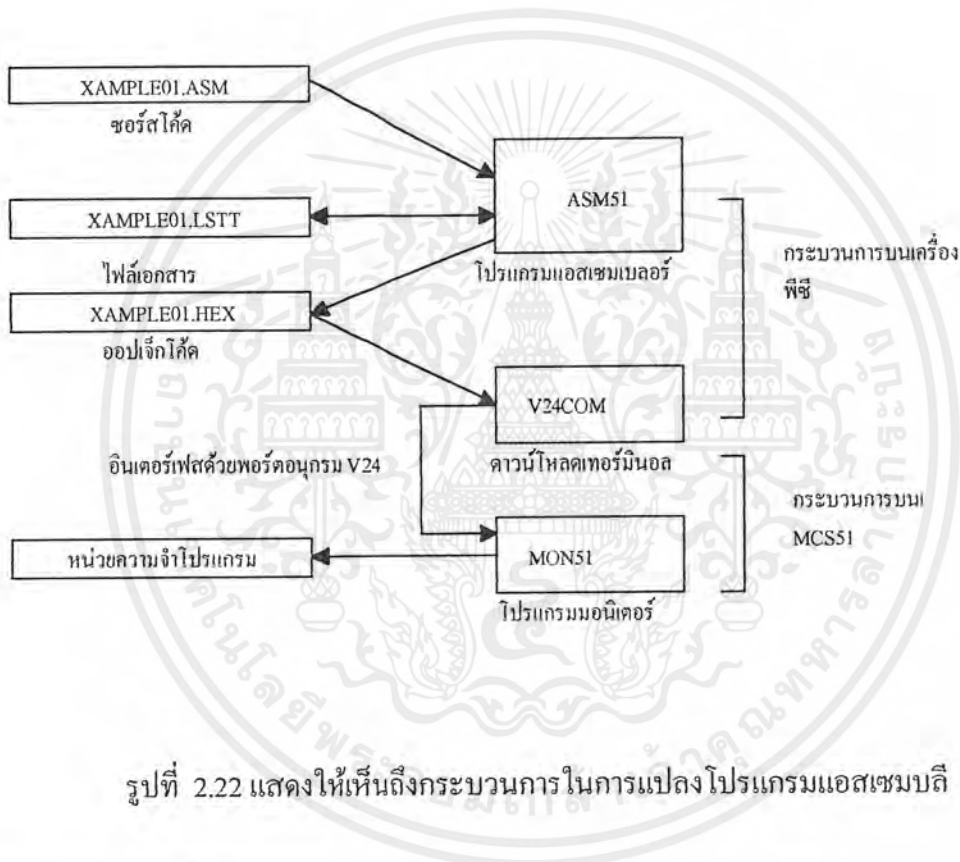 XAMPLE01.ASM
ซอร์สโค้ด
ASM51
XAMPLE01.LSTT
ไฟล์เอกสาร
โปรแกรมแอสเซมเบลอร์
กระบวนการบนเครื่อง
พีซี
XAMPLE01.HEX
ออปเจ็กโค้ด
V24COM
อินเตอร์เฟสด้วยพอร์ตอนุกรม V24
ดาวน์โหลดเทอร์มินอล
กระบวนการบน
MCS51
หน่วยความจำโปรแกรม
MON51
โปรแกรมมอนิเตอร์
รูปที่ 2.22 แสดงให้เห็นถึงกระบวนการในการแปลงโปรแกรมแอสเซมบลี